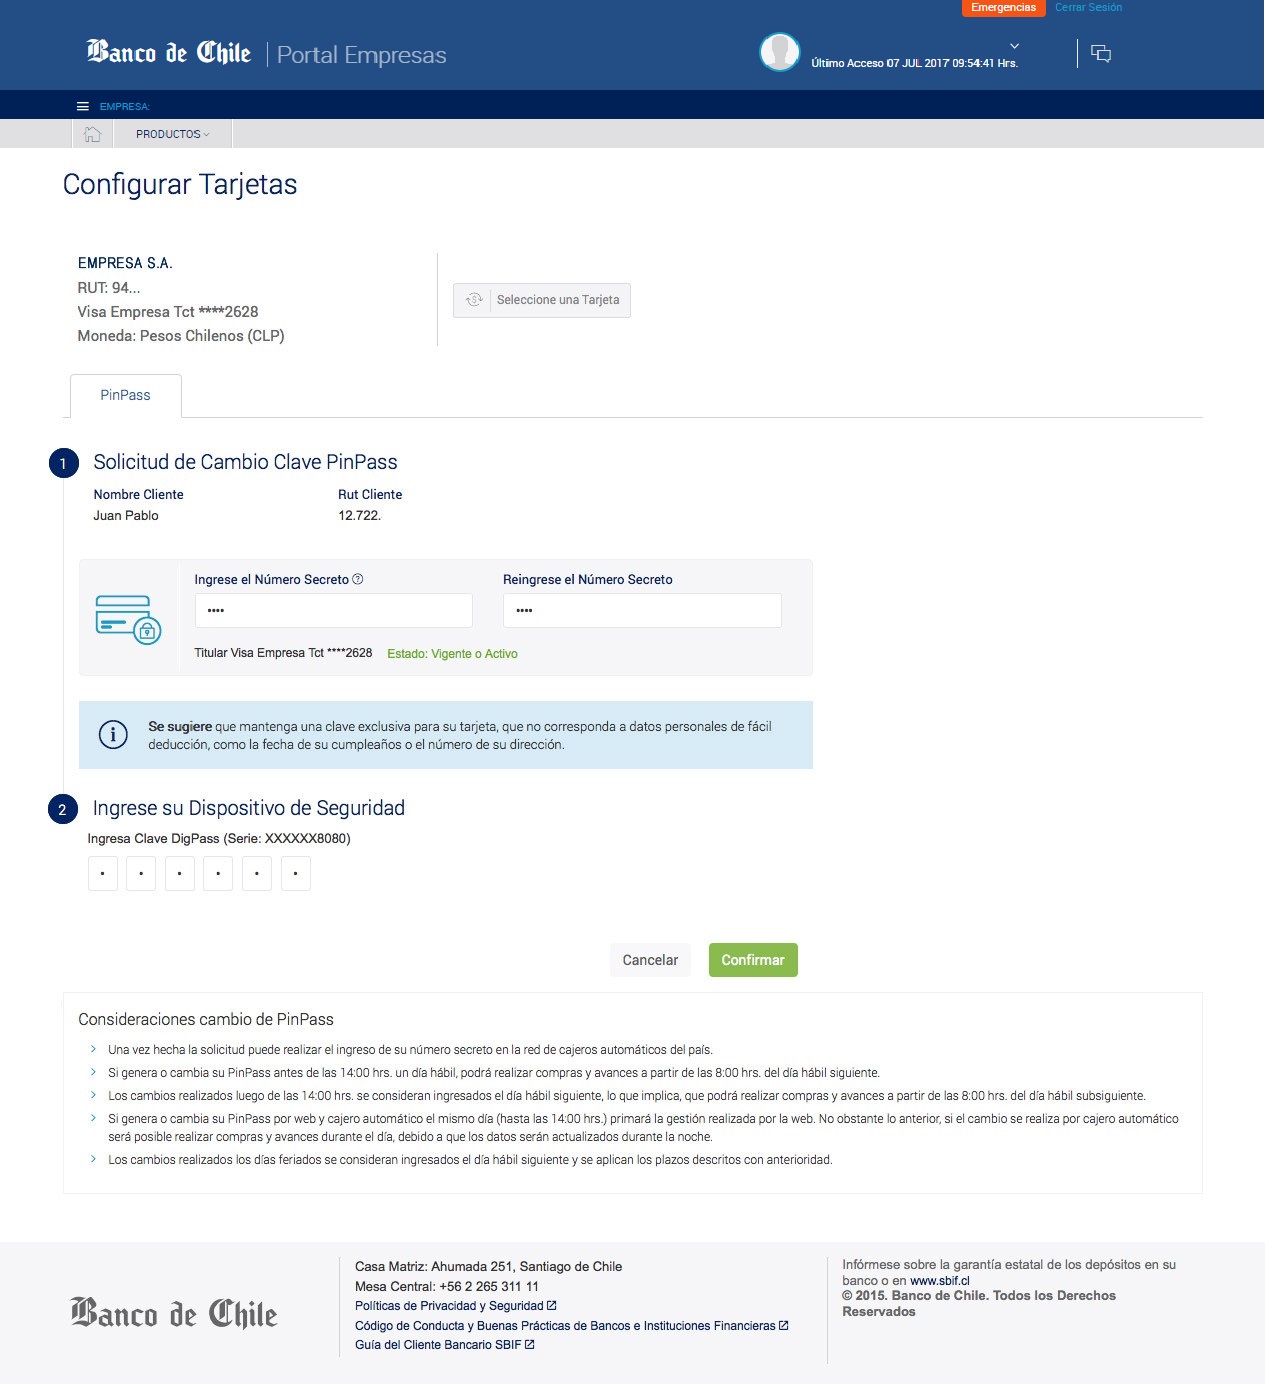 Emergencias Cerrar Sesión
Banco de Chile Portal Empresas
Último Acceso 07 JUL 2017 09:54:41 Hrs.
EMPRESA:
PRODUCTOS
Configurar Tarjetas
EMPRESA S.A.
RUT: 94...
Visa Empresa Tct ****2628
Moneda: Pesos Chilenos (CLP)
Seleccione una Tarjeta
PinPass
1 Solicitud de Cambio Clave PinPass
Nombre Cliente Rut Cliente
Juan Pablo 12.722.
Ingrese el Número Secreto ? Reingrese el Número Secreto
•••• ••••
Titular Visa Empresa Tct ****2628 Estado: Vigente o Activo
Se sugiere que mantenga una clave exclusiva para su tarjeta, que no corresponda a datos personales de fácil
deducción, como la fecha de su cumpleaños o el número de su dirección.
2 Ingrese su Dispositivo de Seguridad
Ingresa Clave DigPass (Serie: XXXXXX8080)
• • • • • •
Cancelar Confirmar
Consideraciones cambio de PinPass
Una vez hecha la solicitud puede realizar el ingreso de su número secreto en la red de cajeros automáticos del país.
Si genera o cambia su PinPass antes de las 14:00 hrs. un día hábil, podrá realizar compras y avances a partir de las 8:00 hrs. del día hábil siguiente.
Los cambios realizados luego de las 14:00 hrs. se consideran ingresados el día hábil siguiente, lo que implica, que podrá realizar compras y avances a partir de las 8:00 hrs. del día hábil subsiguiente.
Si genera o cambia su PinPass por web y cajero automático el mismo día (hasta las 14:00 hrs.) primará la gestión realizada por la web. No obstante lo anterior, si el cambio se realiza por cajero automático
será posible realizar compras y avances durante el día, debido a que los datos serán actualizados durante la noche.
Los cambios realizados los días feriados se consideran ingresados el día hábil siguiente y se aplican los plazos descritos con anterioridad.
Banco de Chile
Casa Matriz: Ahumada 251, Santiago de Chile
Mesa Central: +56 2 265 311 11
Políticas de Privacidad y Seguridad
Código de Conducta y Buenas Prácticas de Bancos e Instituciones Financieras
Guía del Cliente Bancario SBIF
Infórmese sobre la garantía estatal de los depósitos en su
banco o en www.sbif.cl
© 2015. Banco de Chile. Todos los Derechos
Reservados